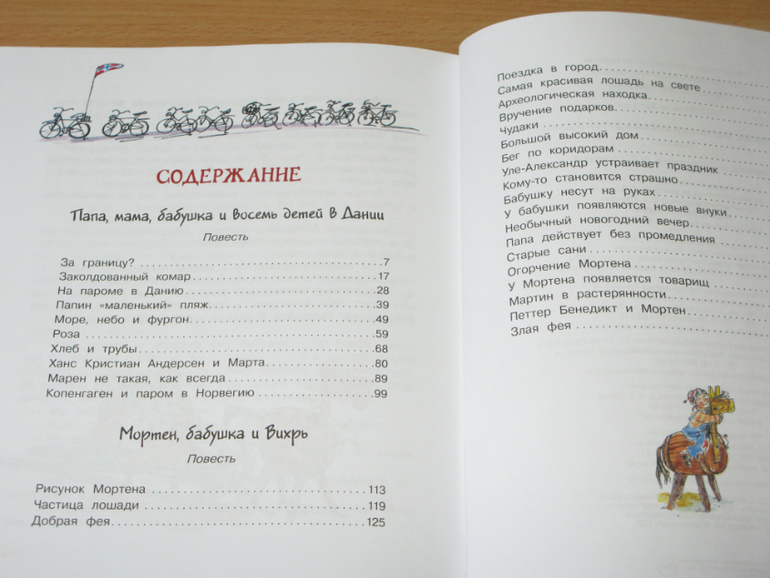 СОДЕРЖАНИЕ
Папа, мама, бабушка и восемь детей в Дании
Повесть
За границу? ........ 7
Заколдованный комар ........ 17
На пароме в Данию ........ 28
Папин «маленький» пляж ........ 39
Море, небо и фургон ........ 49
Роза ........ 59
Хлеб и трубы ........ 68
Ханс Кристиан Андерсен и Марта ........ 80
Марен не такая, как всегда ........ 89
Копенгаген и паром в Норвегию ........ 99
Мортен, бабушка и Вихрь
Повесть
Рисунок Мортена ........ 113
Частица лошади ........ 119
Добрая фея ........ 125
Поездка в город ........
Самая красивая лошадь на свете ........
Археологическая находка ........
Вручение подарков ........
Чудаки ........
Большой высокий дом ........
Бег по коридорам ........
Уле-Александр устраивает праздник ........
Кому-то становится страшно ........
Бабушку несут на руках ........
У бабушки появляются новые внуки ........
Необычный новогодний вечер ........
Папа действует без промедления ........
Старые сани ........
Огорчение Мортена ........
У Мортена появляется товарищ ........
Мартин в растерянности ........
Петтер Бенедикт и Мортен ........
Злая фея ........